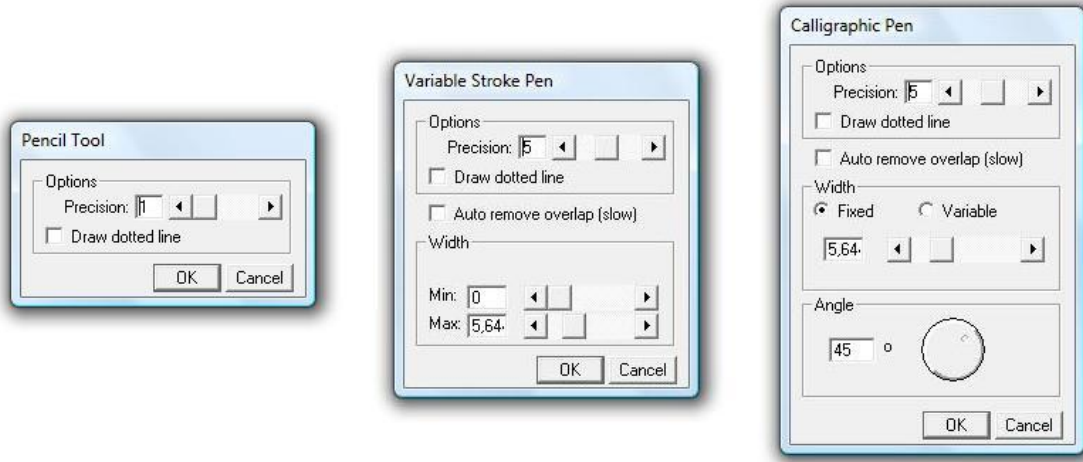 Pencil Tool
Options
Precision: 1
Draw dotted line
OK Cancel
Variable Stroke Pen
Options
Precision: 5
Draw dotted line
Auto remove overlap (slow)
Width
Min: 0
Max: 5,64
OK Cancel
Calligraphic Pen
Options
Precision: 5
Draw dotted line
Auto remove overlap (slow)
Width
Fixed Variable
5,64
Angle
45 o
OK Cancel